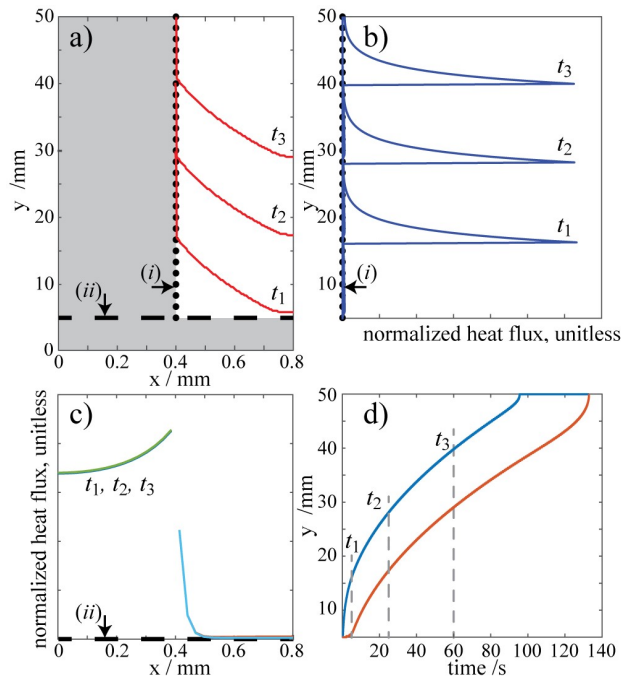 a)
y /mm
50
40
30
20
10
0
t3
t2
t1
(i)
(ii)
0
0.2
0.4
0.6
0.8
x / mm
b)
y /mm
50
40
30
20
10
t3
t2
t1
(i)
normalized heat flux, unitless
c)
normalized heat flux, unitless
t1, t2, t3
(ii)
0
0.2
0.4
0.6
0.8
x / mm
d)
y /mm
50
40
30
20
10
t1
t2
t3
20
40
60
80
100
120
140
time /s